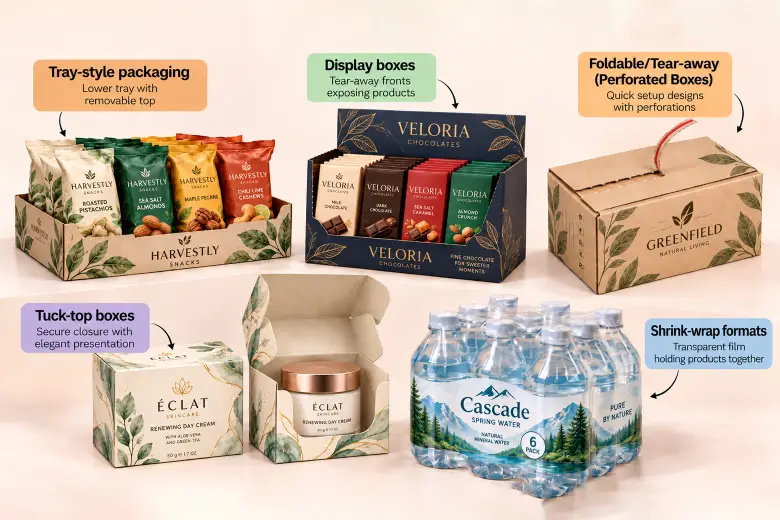 Tray-style packaging
Lower tray with
removable top
Display boxes
Tear-away fronts
exposing products
Foldable/Tear-away
(Perforated Boxes)
Quick setup designs
with perforations
HARVESTLY
SNACKS
ROASTED
PISTACHIOS
HARVESTLY
SNACKS
SEA SALT
ALMONDS
HARVESTLY
SNACKS
MAPLE PECANS
HARVESTLY
SNACKS
CHILI LIME
CASHEWS
HARVESTLY
SNACKS
VELORIA
CHOCOLATES
VELORIA
CHOCOLATES
MILK
CHOCOLATE
VELORIA
CHOCOLATES
DARK
CHOCOLATE
VELORIA
CHOCOLATES
SEA SALT
CARAMEL
VELORIA
CHOCOLATES
ALMOND
CRUNCH
VELORIA
CHOCOLATES
FINE CHOCOLATE
FOR SWEETER
MOMENTS
GREENFIELD
NATURAL LIVING
Tuck-top boxes
Secure closure with
elegant presentation
ÉCLAT
SKINCARE
RENEWING DAY CREAM
WITH ALOE VERA
AND GREEN TEA
50 g e 1.7 OZ.
ÉCLAT
SKINCARE
RENEWING DAY CREAM
Shrink-wrap formats
Transparent film
holding products together
Cascade
SPRING WATER
NATURAL
MINERAL WATER
6
PACK
PURE
BY NATURE